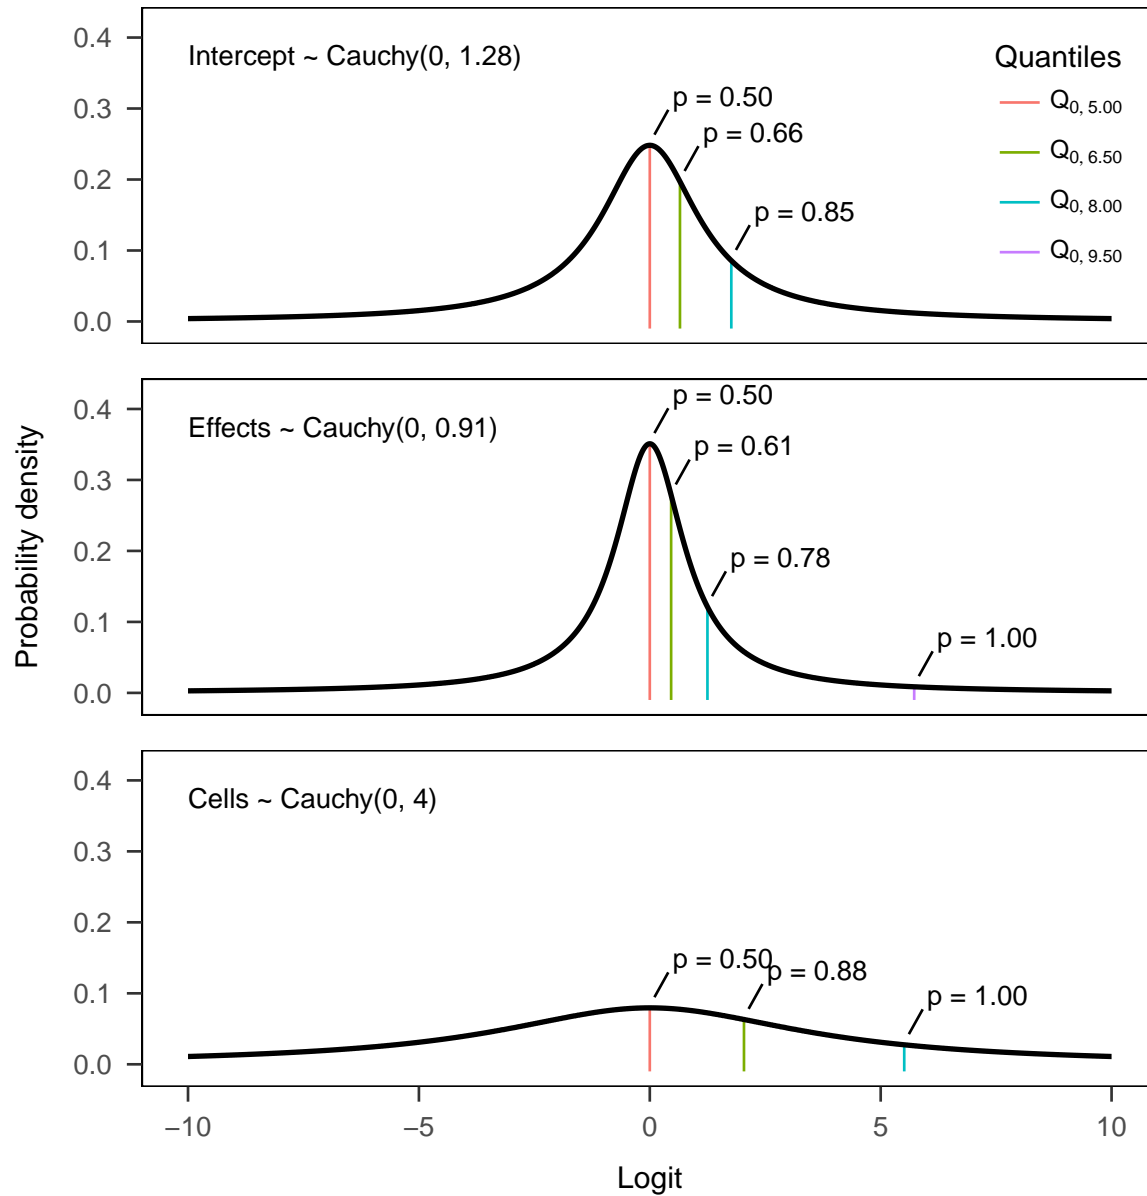 Probability density
0.4
0.3
0.2
0.1
0.0
Intercept ~ Cauchy(0, 1.28)
p = 0.50
p = 0.66
p = 0.85
Quantiles
Q0, 5.00
Q0, 6.50
Q0, 8.00
Q0, 9.50
0.4
0.3
0.2
0.1
0.0
Effects ~ Cauchy(0, 0.91)
p = 0.50
p = 0.61
p = 0.78
p = 1.00
0.4
0.3
0.2
0.1
0.0
Cells ~ Cauchy(0, 4)
p = 0.50
p = 0.88
p = 1.00
−10 −5 0 5 10
Logit